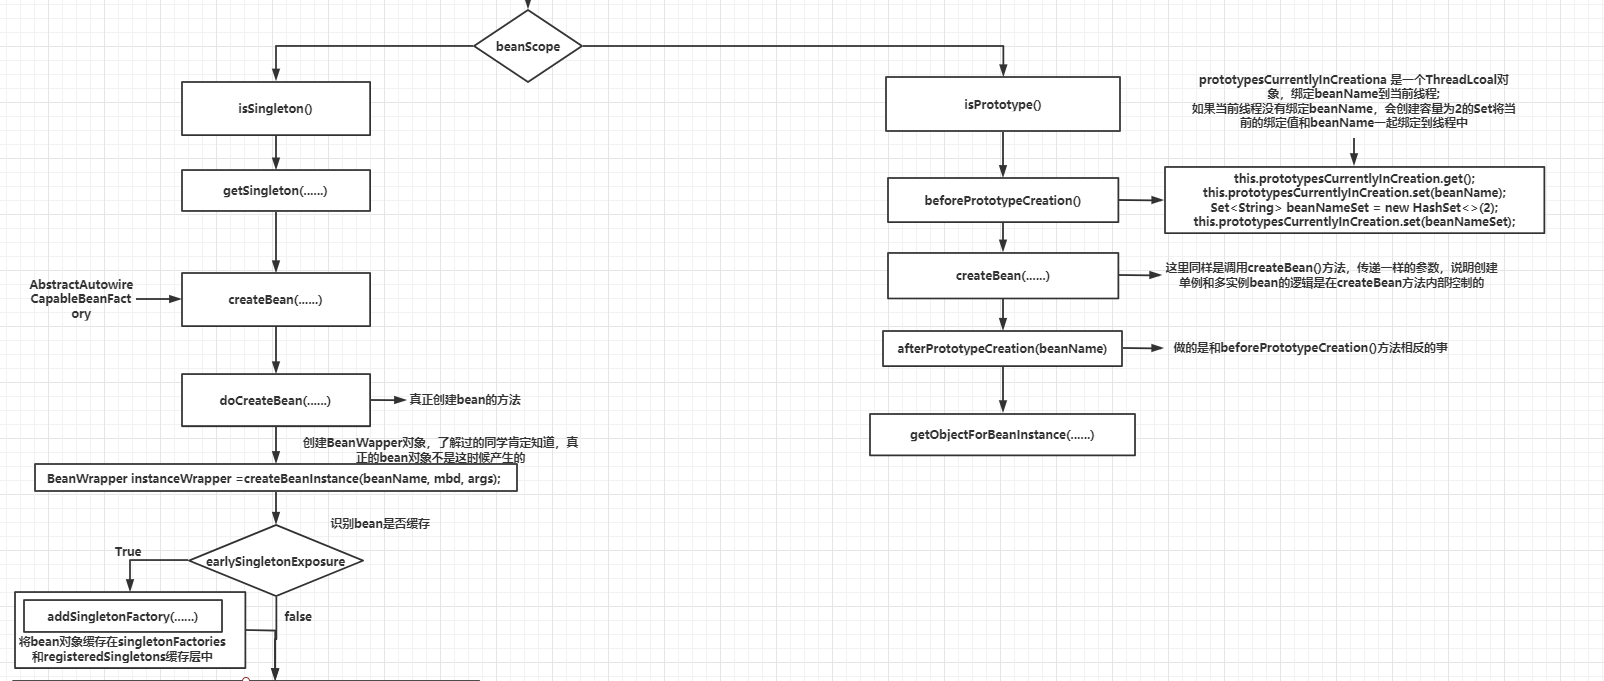 beanScope
isSingleton()
getSingleton(......)
AbstractAutowire
CapableBeanFact
ory
createBean(......)
doCreateBean(......)
真正创建bean的方法
创建BeanWapper对象，了解过的同学肯定知道，真
正的bean对象不是这时候产生的
BeanWrapper instanceWrapper =createBeanInstance(beanName, mbd, args);
识别bean是否缓存
earlySingletonExposure
True
false
addSingletonFactory(......)
将bean对象缓存在singletonFactories
和registeredSingletons缓存层中
isPrototype()
prototypesCurrentlyInCreationa 是一个ThreadLcoal对
象，绑定beanName到当前线程;
如果当前线程没有绑定beanName，会创建容量为2的Set将当
前的绑定值和beanName一起绑定到线程中
beforePrototypeCreation()
this.prototypesCurrentlyInCreation.get();
this.prototypesCurrentlyInCreation.set(beanName);
Set<String> beanNameSet = new HashSet<>(2);
this.prototypesCurrentlyInCreation.set(beanNameSet);
createBean(......)
这里同样是调用createBean()方法，传递一样的参数，说明创建
单例和多实例bean的逻辑是在createBean方法内部控制的
afterPrototypeCreation(beanName)
做的是和beforePrototypeCreation()方法相反的事
getObjectForBeanInstance(......)